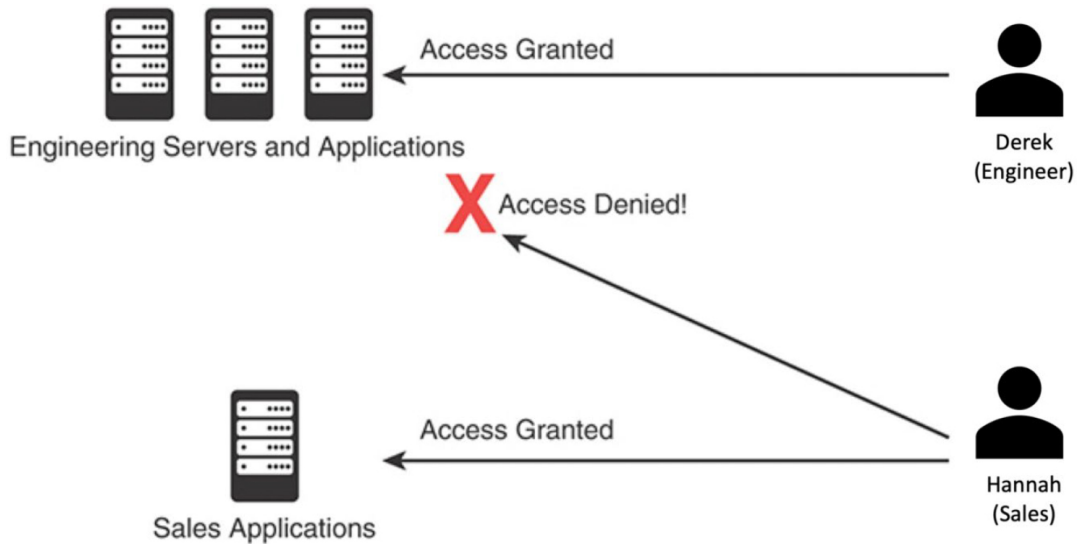 Access Granted
Engineering Servers and Applications
Derek
(Engineer)
Access Denied!
Access Granted
Sales Applications
Hannah
(Sales)